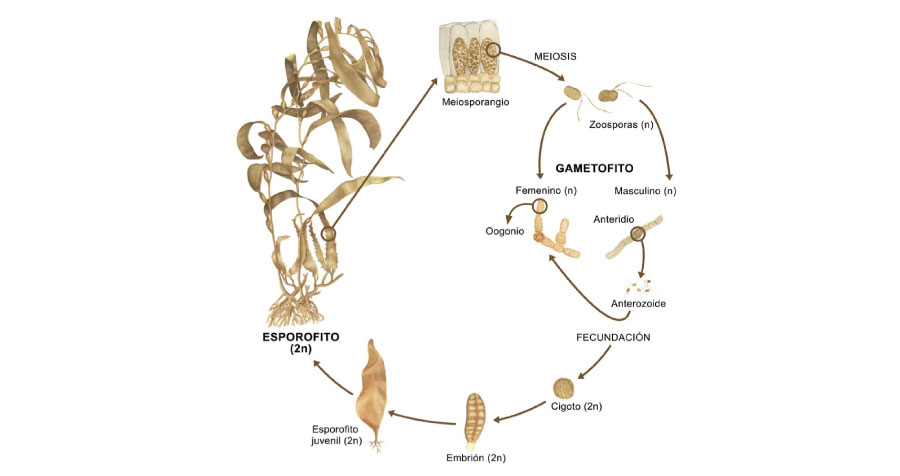 MEIOSIS
Meiosporangio
Zoosporas (n)
GAMETOFITO
Femenino (n)
Masculino (n)
Anteridio
Oogonio
Anterozoide
FECUNDACIÓN
ESPOROFITO
(2n)
Cigoto (2n)
Esporofito
juvenil (2n)
Embrión (2n)